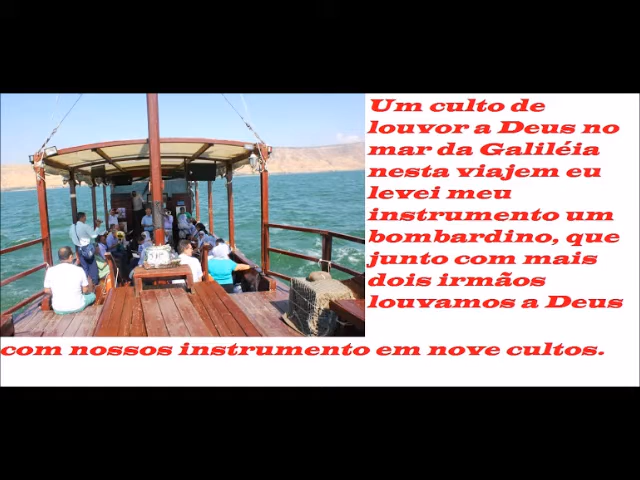 Um culto de
louvor a Deus no
mar da Galiléia
nesta viajem eu
levei meu
instrumento um
bombardino, que
junto com mais
dois irmãos
louvamos a Deus
com nossos instrumento em nove cultos.